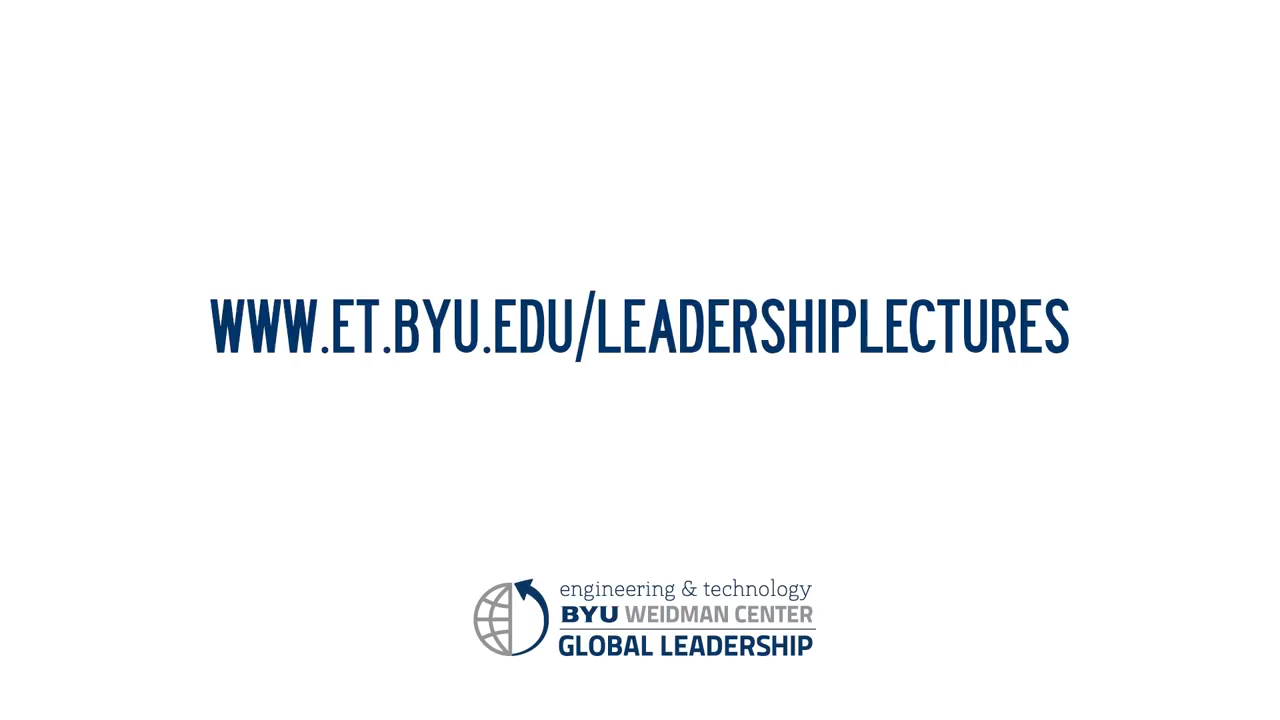 WWW.ET.BYU.EDU/LEADERSHIPLECTURES
engineering & technology
BYU WEIDMAN CENTER
GLOBAL LEADERSHIP